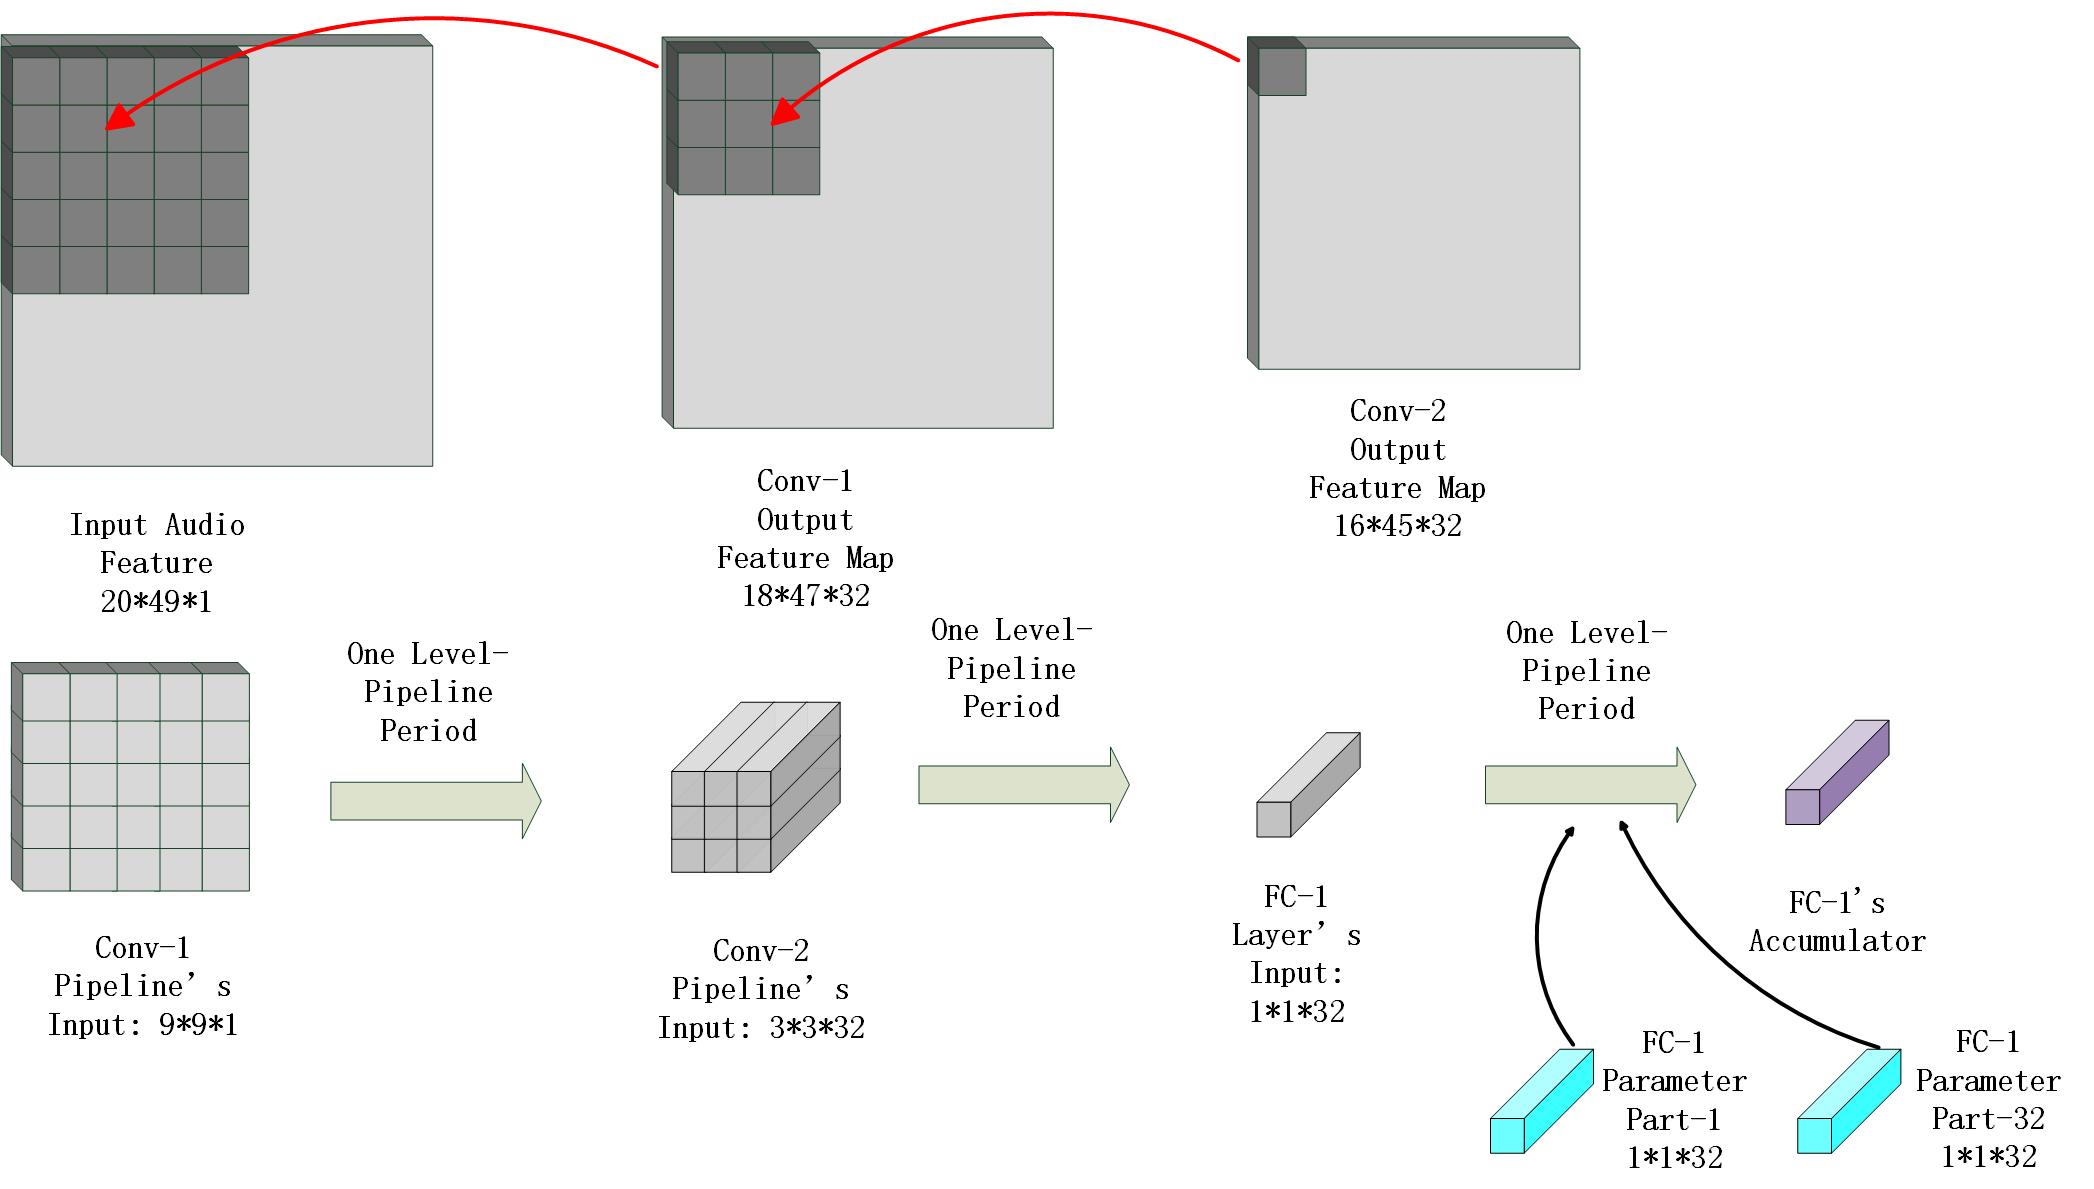 Input Audio
Feature
20*49*1
Conv-1
Output
Feature Map
18*47*32
Conv-2
Output
Feature Map
16*45*32
One Level-
Pipeline
Period
One Level-
Pipeline
Period
One Level-
Pipeline
Period
Conv-1
Pipeline’s
Input: 9*9*1
Conv-2
Pipeline’s
Input: 3*3*32
FC-1
Layer’s
Input:
1*1*32
FC-1’s
Accumulator
FC-1
Parameter
Part-1
1*1*32
FC-1
Parameter
Part-32
1*1*32